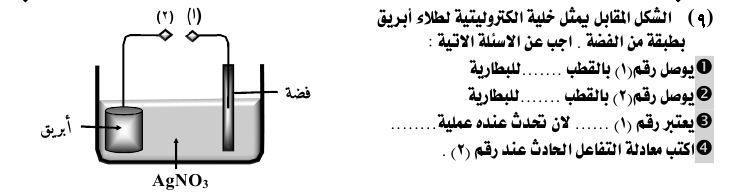 (٩) الشكل المقابل يمثل خلية الكتروليتية لطلاء أبريق
بطبقة من الفضة . اجب عن الاسئلة الاتية :
❶ يوصل رقم(١) بالقطب .......للبطارية
❷ يوصل رقم(٢) بالقطب .......للبطارية
❸ يعتبر رقم (١) ...... لان تحدث عنده عملية........
❹ اكتب معادلة التفاعل الحادث عند رقم (٢) .
(١) (٢)
فضة
أبريق
AgNO₃